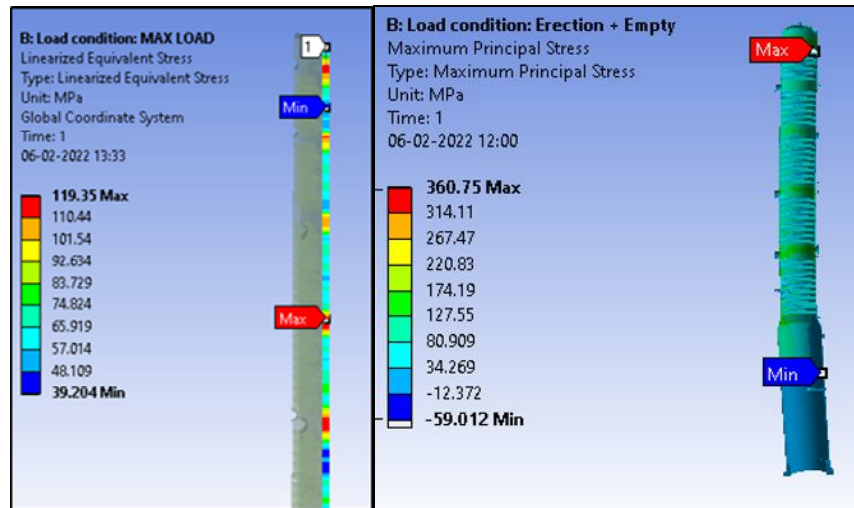 B: Load condition: MAX LOAD
Linearized Equivalent Stress
Type: Linearized Equivalent Stress
Unit: MPa
Global Coordinate System
Time: 1
06-02-2022 13:33
119.35 Max
110.44
101.54
92.634
83.729
74.824
65.919
57.014
48.109
39.204 Min
1
Min
Max
B: Load condition: Erection + Empty
Maximum Principal Stress
Type: Maximum Principal Stress
Unit: MPa
Time: 1
06-02-2022 12:00
360.75 Max
314.11
267.47
220.83
174.19
127.55
80.909
34.269
-12.372
-59.012 Min
Max
Min